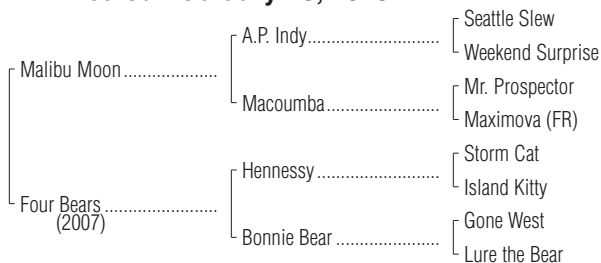 Seattle Slew
A.P. Indy
Weekend Surprise
Malibu Moon
Mr. Prospector
Macoumba
Maximova (FR)
Storm Cat
Hennessy
Island Kitty
Four Bears
(2007)
Gone West
Bonnie Bear
Lure the Bear